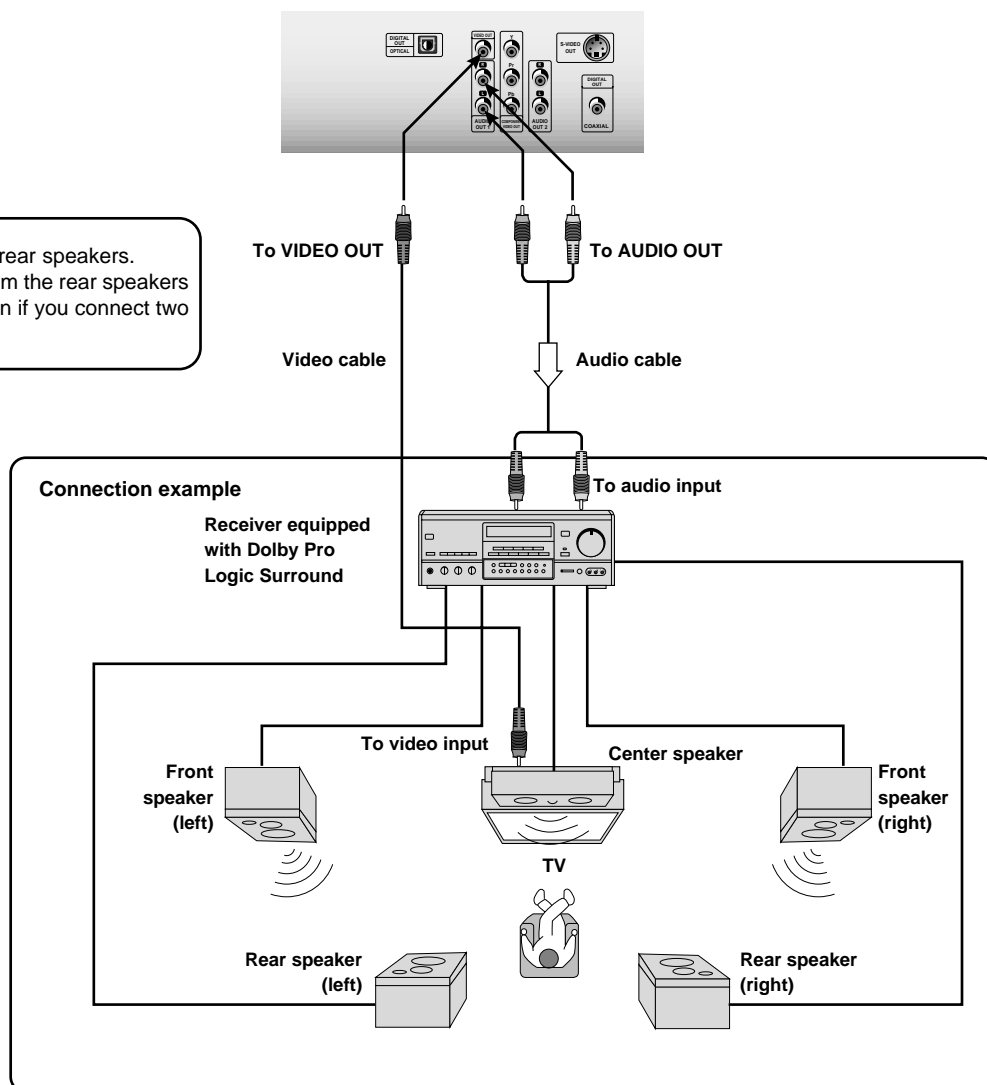 DIGITAL
OUT
OPTICAL
VIDEO OUT
Y
S-VIDEO
OUT
R
Pr
R
DIGITAL
OUT
L
Pb
L
AUDIO
OUT 1
COMPONENT
VIDEO OUT
AUDIO
OUT 2
COAXIAL
rear speakers.
m the rear speakers
n if you connect two
To VIDEO OUT
To AUDIO OUT
Video cable
Audio cable
Connection example
To audio input
Receiver equipped
with Dolby Pro
Logic Surround
To video input
Center speaker
Front
speaker
(left)
Front
speaker
(right)
TV
Rear speaker
(left)
Rear speaker
(right)